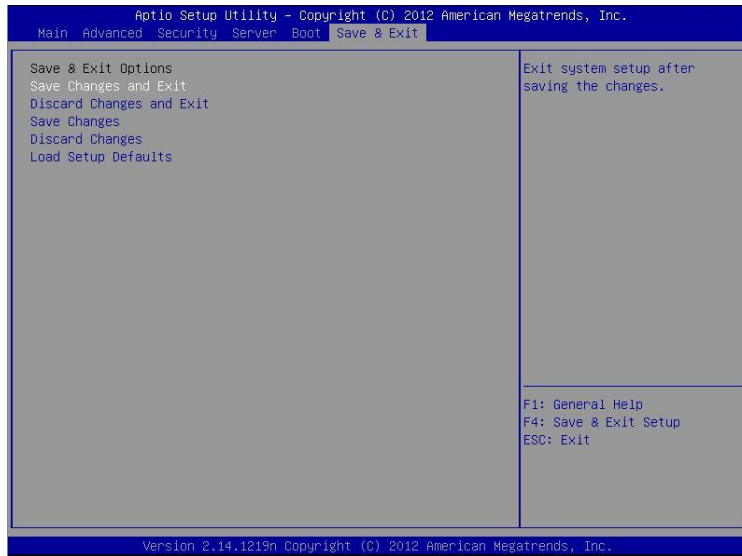 Aptio Setup Utility – Copyright (C) 2012 American Megatrends, Inc.
Main Advanced Security Server Boot Save & Exit
Save & Exit Options
Save Changes and Exit
Discard Changes and Exit
Save Changes
Discard Changes
Load Setup Defaults
Exit system setup after
saving the changes.
F1: General Help
F4: Save & Exit Setup
ESC: Exit
Version 2.14.1219n Copyright (C) 2012 American Megatrends, Inc.